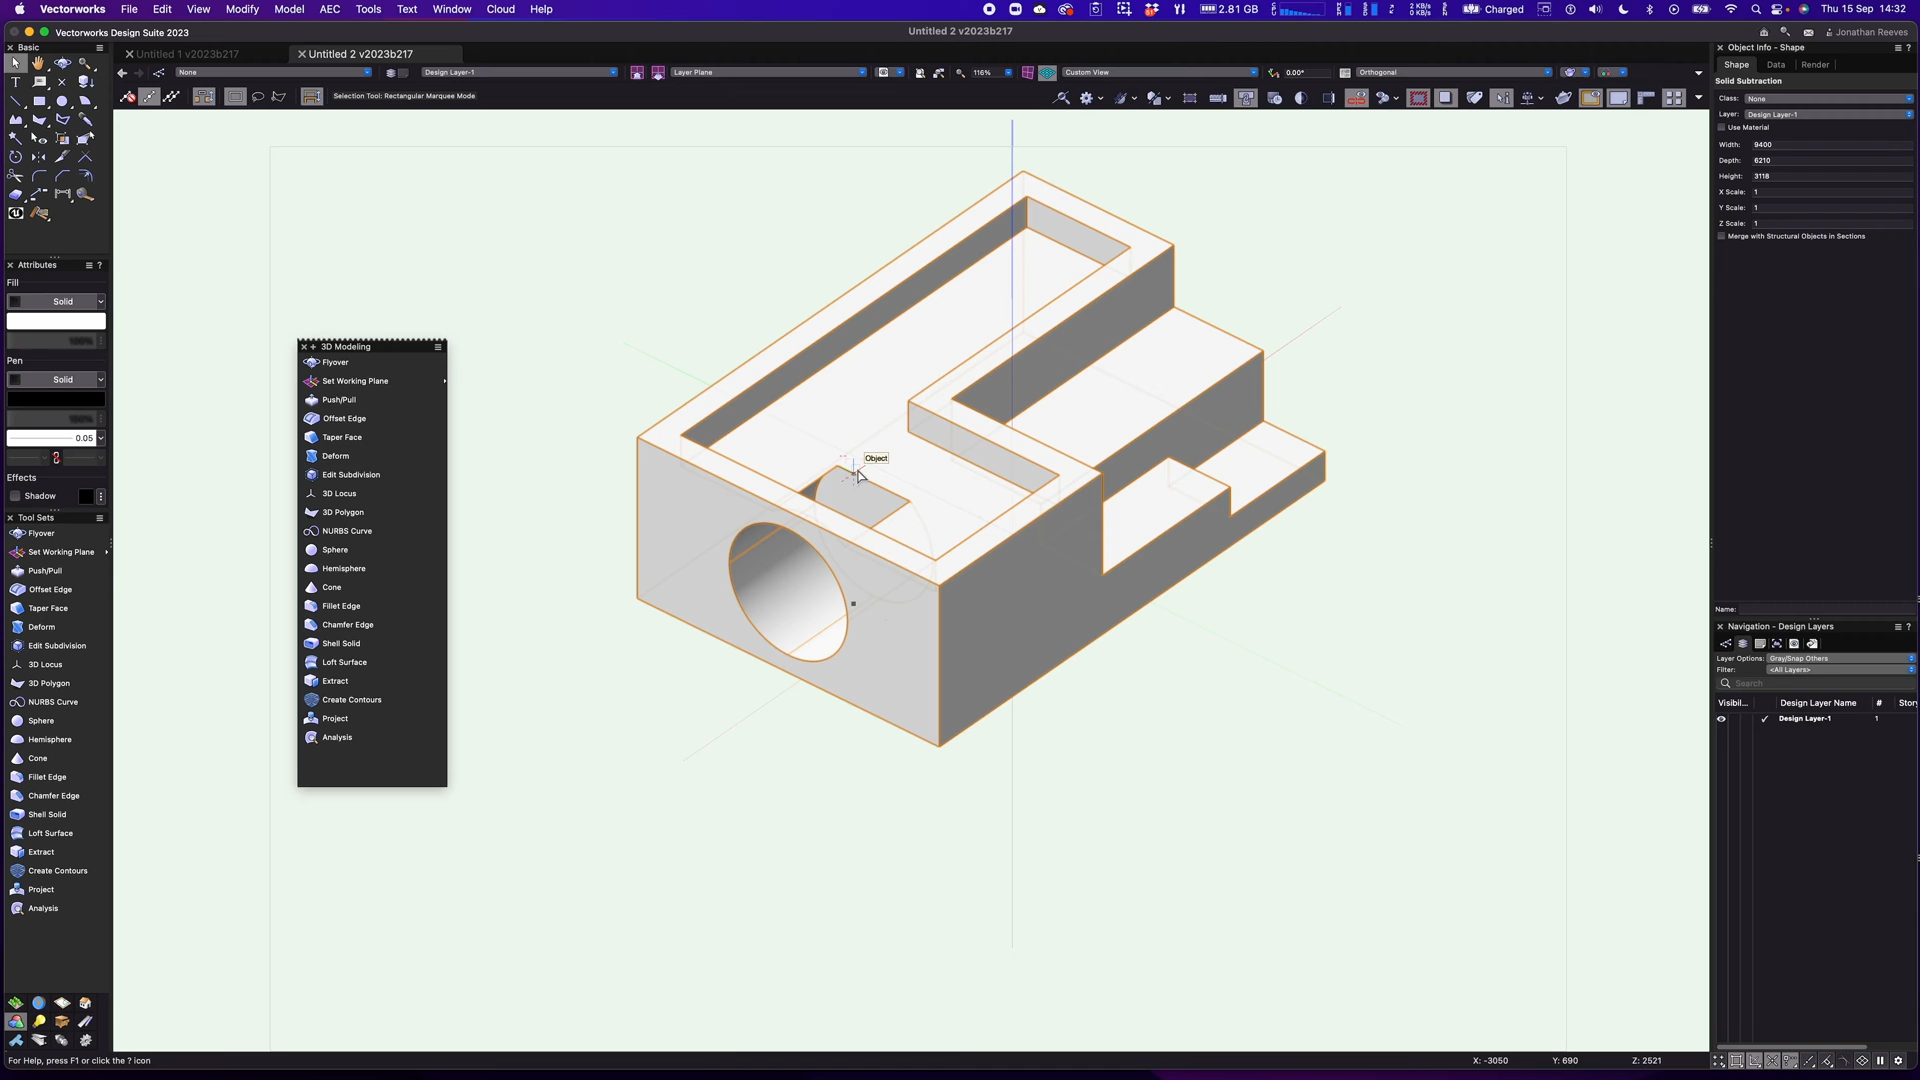 Vectorworks File Edit View Modify Model AEC Tools Text Window Cloud Help
2.81 GB
2 KB/s
0 KB/s
Charged
Thu 15 Sep 14:32
Vectorworks Design Suite 2023
Untitled 2 v2023b217
Jonathan Reeves
Basic
Untitled 1 v2023b217
Untitled 2 v2023b217
None
Design Layer-1
Layer Plane
116%
Custom View
0.00°
Orthogonal
Selection Tool: Rectangular Marquee Mode
Attributes
?
Fill
Solid
100%
Pen
Solid
100%
0.05
Effects
Shadow
Tool Sets
Flyover
Set Working Plane
Push/Pull
Offset Edge
Taper Face
Deform
Edit Subdivision
3D Locus
3D Polygon
NURBS Curve
Sphere
Hemisphere
Cone
Fillet Edge
Chamfer Edge
Shell Solid
Loft Surface
Extract
Create Contours
Project
Analysis
3D Modeling
Flyover
Set Working Plane
Push/Pull
Offset Edge
Taper Face
Deform
Edit Subdivision
3D Locus
3D Polygon
NURBS Curve
Sphere
Hemisphere
Cone
Fillet Edge
Chamfer Edge
Shell Solid
Loft Surface
Extract
Create Contours
Project
Analysis
Object
Object Info - Shape
?
Shape Data Render
Solid Subtraction
Class: None
Layer: Design Layer-1
Use Material
Width: 9400
Depth: 6210
Height: 3118
X Scale: 1
Y Scale: 1
Z Scale: 1
Merge with Structural Objects in Sections
Name:
Navigation - Design Layers
?
Layer Options: Gray/Snap Others
Filter: <All Layers>
Search
Visibil... Design Layer Name # Story
Design Layer-1 1
For Help, press F1 or click the ? icon
X: -3050 Y: 690 Z: 2521